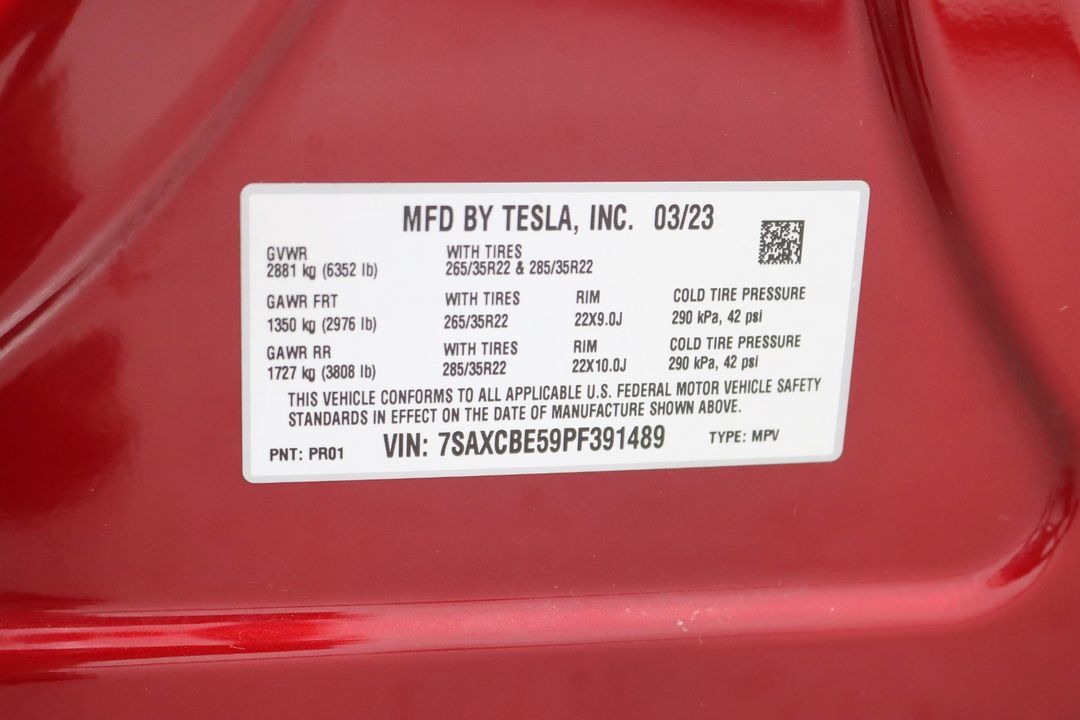 MFD BY TESLA, INC. 03/23
GVWR WITH TIRES
2881 kg (6352 lb) 265/35R22 & 285/35R22
GAWR FRT WITH TIRES RIM COLD TIRE PRESSURE
1350 kg (2976 lb) 265/35R22 22X9.0J 290 kPa, 42 psi
GAWR RR WITH TIRES RIM COLD TIRE PRESSURE
1727 kg (3808 lb) 285/35R22 22X10.0J 290 kPa, 42 psi
THIS VEHICLE CONFORMS TO ALL APPLICABLE U.S. FEDERAL MOTOR VEHICLE SAFETY
STANDARDS IN EFFECT ON THE DATE OF MANUFACTURE SHOWN ABOVE.
PNT: PR01 VIN: 7SAXCBE59PF391489 TYPE: MPV